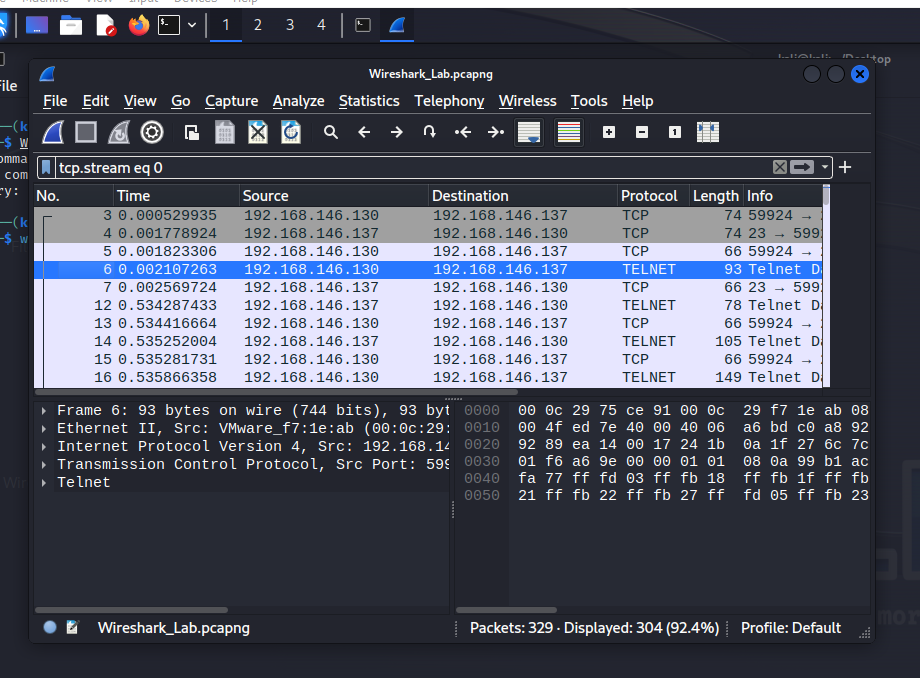 1 2 3 4
Wireshark_Lab.pcapng
File Edit View Go Capture Analyze Statistics Telephony Wireless Tools Help
tcp.stream eq 0
No. Time Source Destination Protocol Length Info
3 0.000529935 192.168.146.130 192.168.146.137 TCP 74 59924 →
4 0.001778924 192.168.146.137 192.168.146.130 TCP 74 23 → 599
5 0.001823306 192.168.146.130 192.168.146.137 TCP 66 59924 →
6 0.002107263 192.168.146.130 192.168.146.137 TELNET 93 Telnet Da
7 0.002569724 192.168.146.137 192.168.146.130 TCP 66 23 → 599
12 0.534287433 192.168.146.137 192.168.146.130 TELNET 78 Telnet Da
13 0.534416664 192.168.146.130 192.168.146.137 TCP 66 59924 →
14 0.535252004 192.168.146.137 192.168.146.130 TELNET 105 Telnet Da
15 0.535281731 192.168.146.130 192.168.146.137 TCP 66 59924 →
16 0.535866358 192.168.146.130 192.168.146.137 TELNET 149 Telnet Da
Frame 6: 93 bytes on wire (744 bits), 93 byt
Ethernet II, Src: VMware_f7:1e:ab (00:0c:29:
Internet Protocol Version 4, Src: 192.168.14
Transmission Control Protocol, Src Port: 599
Telnet
0000 00 0c 29 75 ce 91 00 0c 29 f7 1e ab 08
0010 00 4f ed 7e 40 00 40 06 a6 bd c0 a8 92
0020 92 89 ea 14 00 17 24 1b 0a 1f 27 6c 7c
0030 01 f6 a6 9e 00 00 01 01 08 0a 99 b1 ac
0040 fa 77 ff fd 03 ff fb 18 ff fb 1f ff fb
0050 21 ff fb 22 ff fb 27 ff fd 05 ff fb 23
Wireshark_Lab.pcapng Packets: 329 · Displayed: 304 (92.4%) Profile: Default